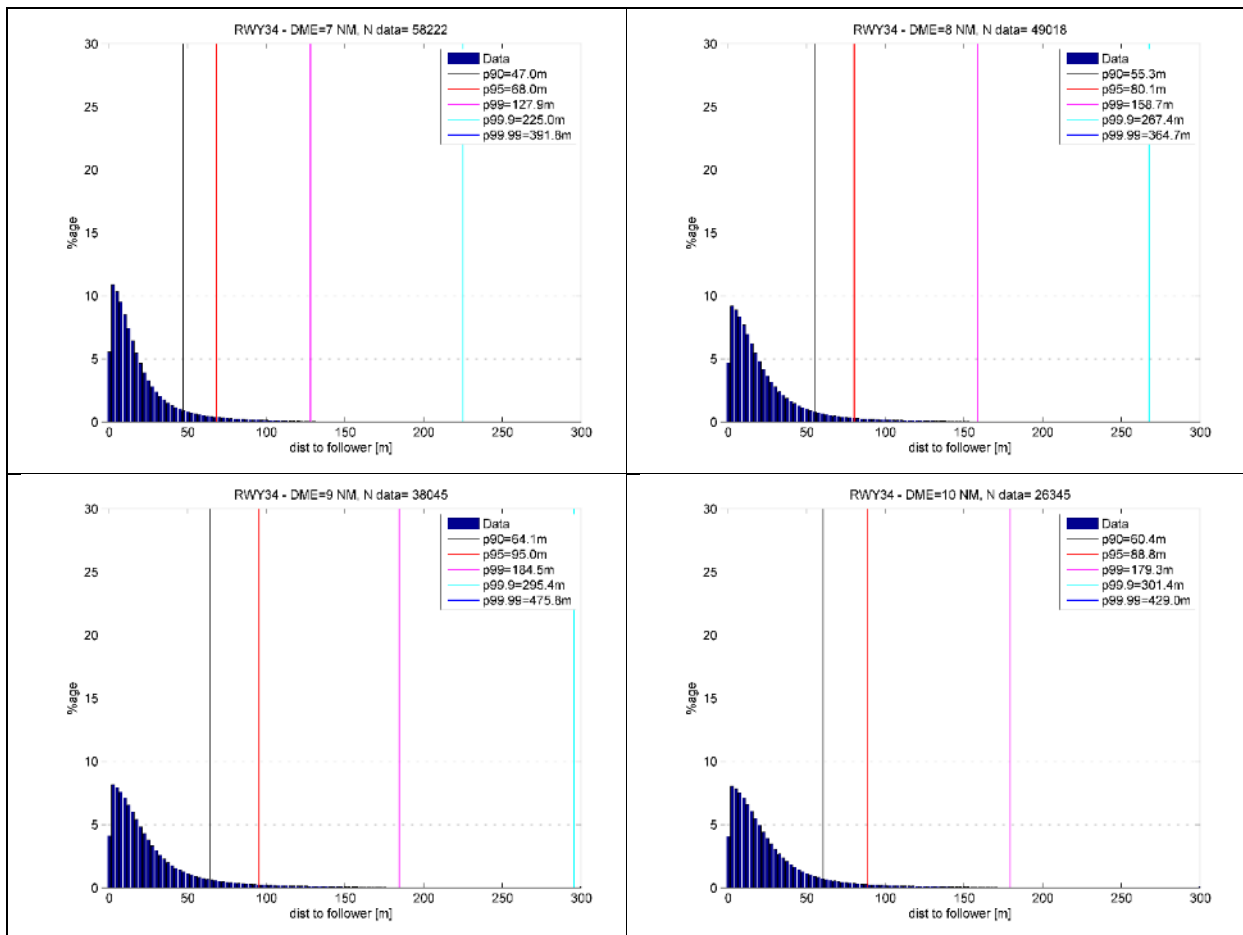 RWY34 - DME=7 NM, N data= 58222
30
25
20
15
10
5
0
%age
Data
p90=47.0m
p95=68.0m
p99=127.9m
p99.9=225.0m
p99.99=391.8m
0 50 100 150 200 250 300
dist to follower [m]
RWY34 - DME=8 NM, N data= 49018
30
25
20
15
10
5
0
%age
Data
p90=55.3m
p95=80.1m
p99=158.7m
p99.9=267.4m
p99.99=364.7m
0 50 100 150 200 250 300
dist to follower [m]
RWY34 - DME=9 NM, N data= 38045
30
25
20
15
10
5
0
%age
Data
p90=64.1m
p95=95.0m
p99=184.5m
p99.9=295.4m
p99.99=475.8m
0 50 100 150 200 250 300
dist to follower [m]
RWY34 - DME=10 NM, N data= 26345
30
25
20
15
10
5
0
%age
Data
p90=60.4m
p95=88.8m
p99=179.3m
p99.9=301.4m
p99.99=429.0m
0 50 100 150 200 250 300
dist to follower [m]